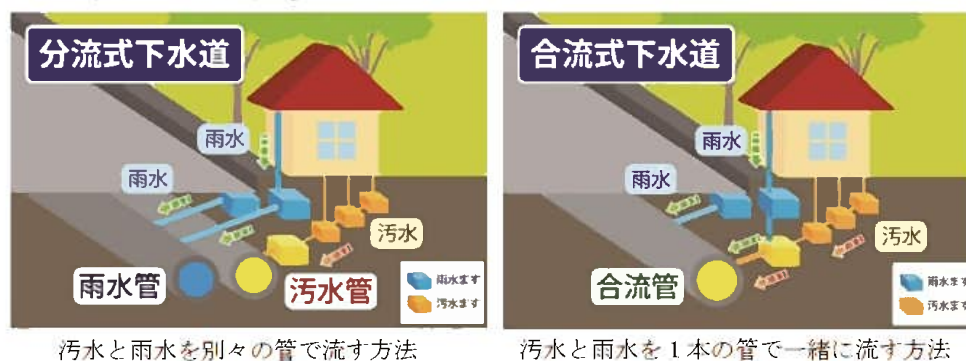 分流式下水道
雨水
雨水
汚水
雨水管
汚水管
雨水ます
汚水ます
汚水と雨水を別々の管で流す方法
合流式下水道
雨水
雨水
汚水
合流管
雨水ます
汚水ます
汚水と雨水を1本の管で一緒に流す方法